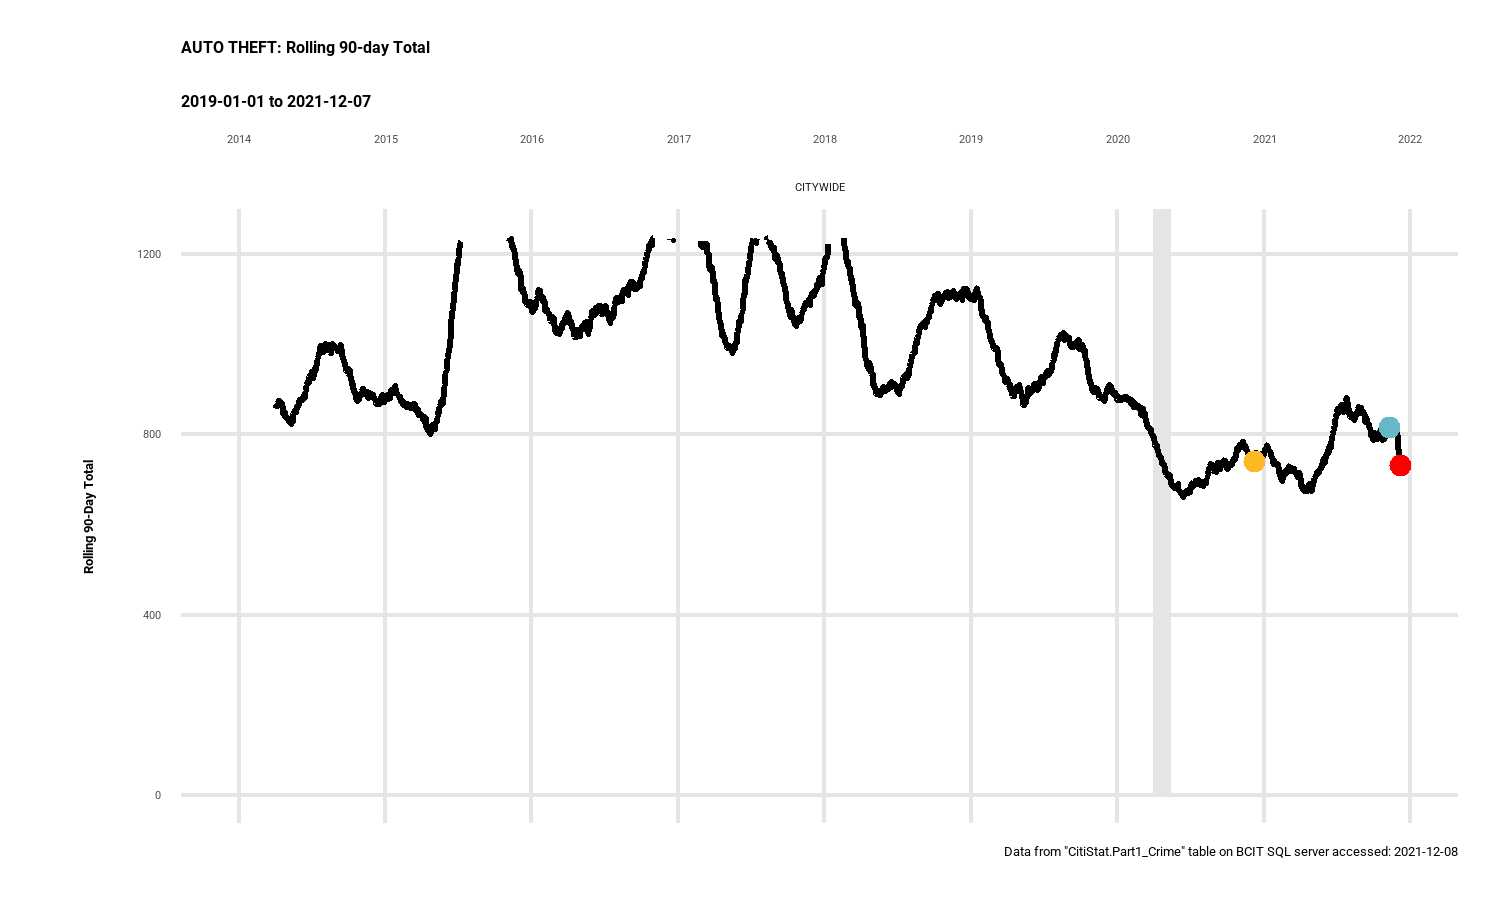 AUTO THEFT: Rolling 90-day Total
2019-01-01 to 2021-12-07
2014 2015 2016 2017 2018 2019 2020 2021 2022
CITYWIDE
1200
800
400
0
Rolling 90-Day Total
Data from "CitiStat.Part1_Crime" table on BCIT SQL server accessed: 2021-12-08